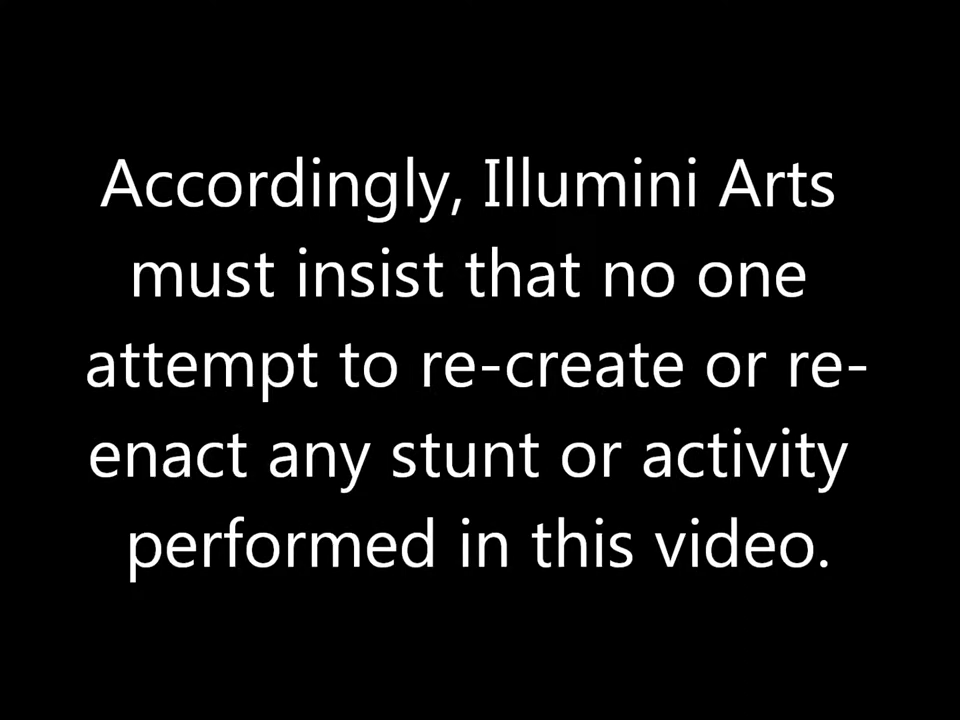 Accordingly, Illumini Arts
must insist that no one
attempt to re-create or re-
enact any stunt or activity
performed in this video.